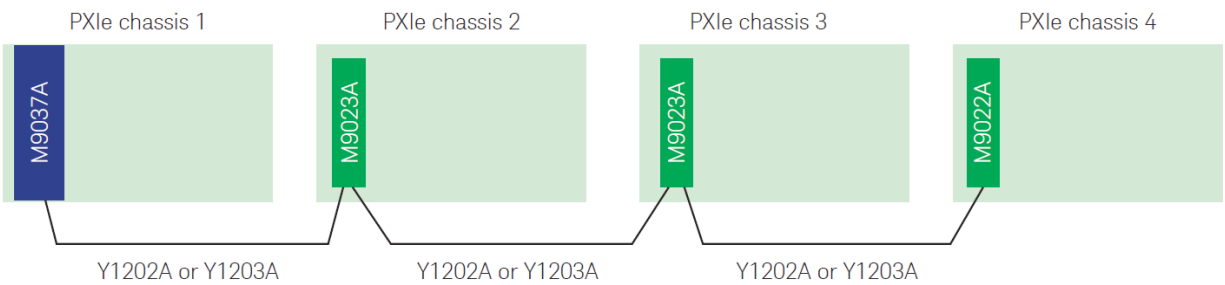 PXIe chassis 1
PXIe chassis 2
PXIe chassis 3
PXIe chassis 4
M9037A
M9023A
M9023A
M9022A
Y1202A or Y1203A
Y1202A or Y1203A
Y1202A or Y1203A